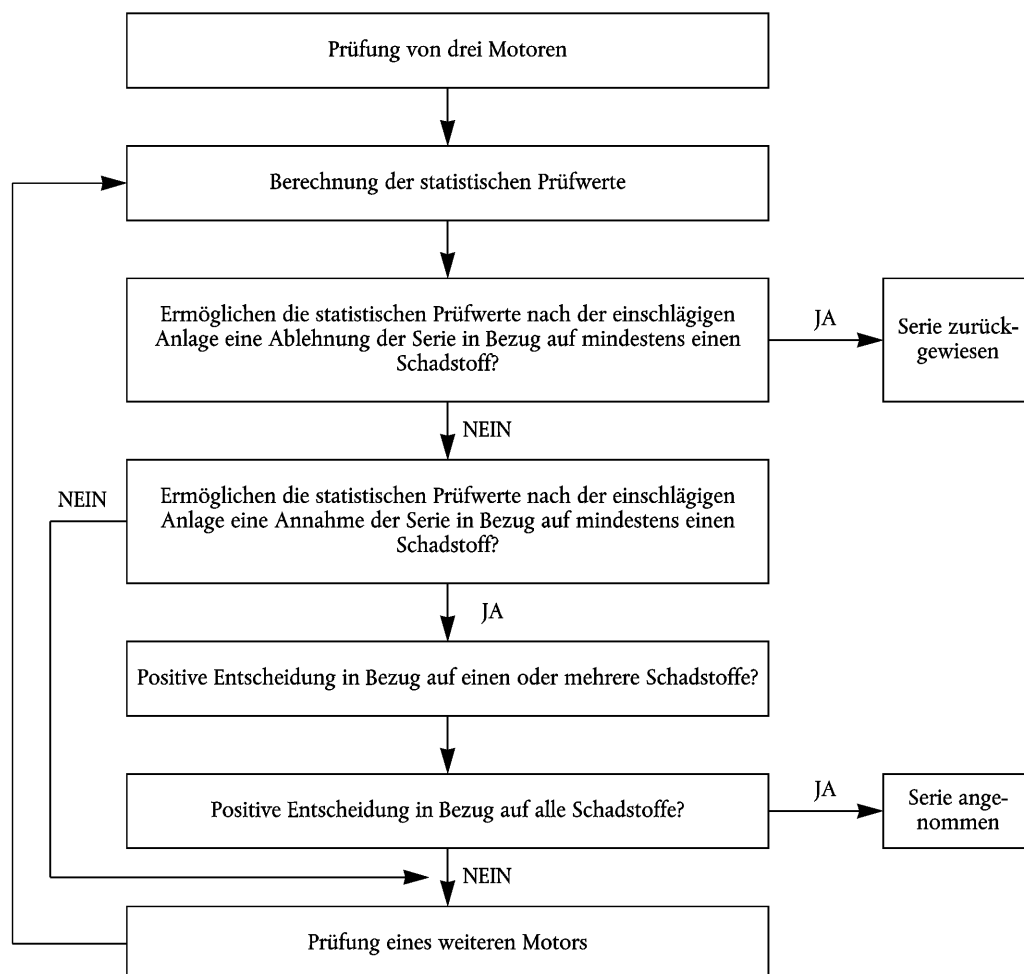 Prüfung von drei Motoren
Berechnung der statistischen Prüfwerte
Ermöglichen die statistischen Prüfwerte nach der einschlägigen
Anlage eine Ablehnung der Serie in Bezug auf mindestens einen
Schadstoff?
JA
Serie zurück-
gewiesen
NEIN
NEIN
Ermöglichen die statistischen Prüfwerte nach der einschlägigen
Anlage eine Annahme der Serie in Bezug auf mindestens einen
Schadstoff?
JA
Positive Entscheidung in Bezug auf einen oder mehrere Schadstoffe?
Positive Entscheidung in Bezug auf alle Schadstoffe?
JA
Serie ange-
nommen
NEIN
Prüfung eines weiteren Motors